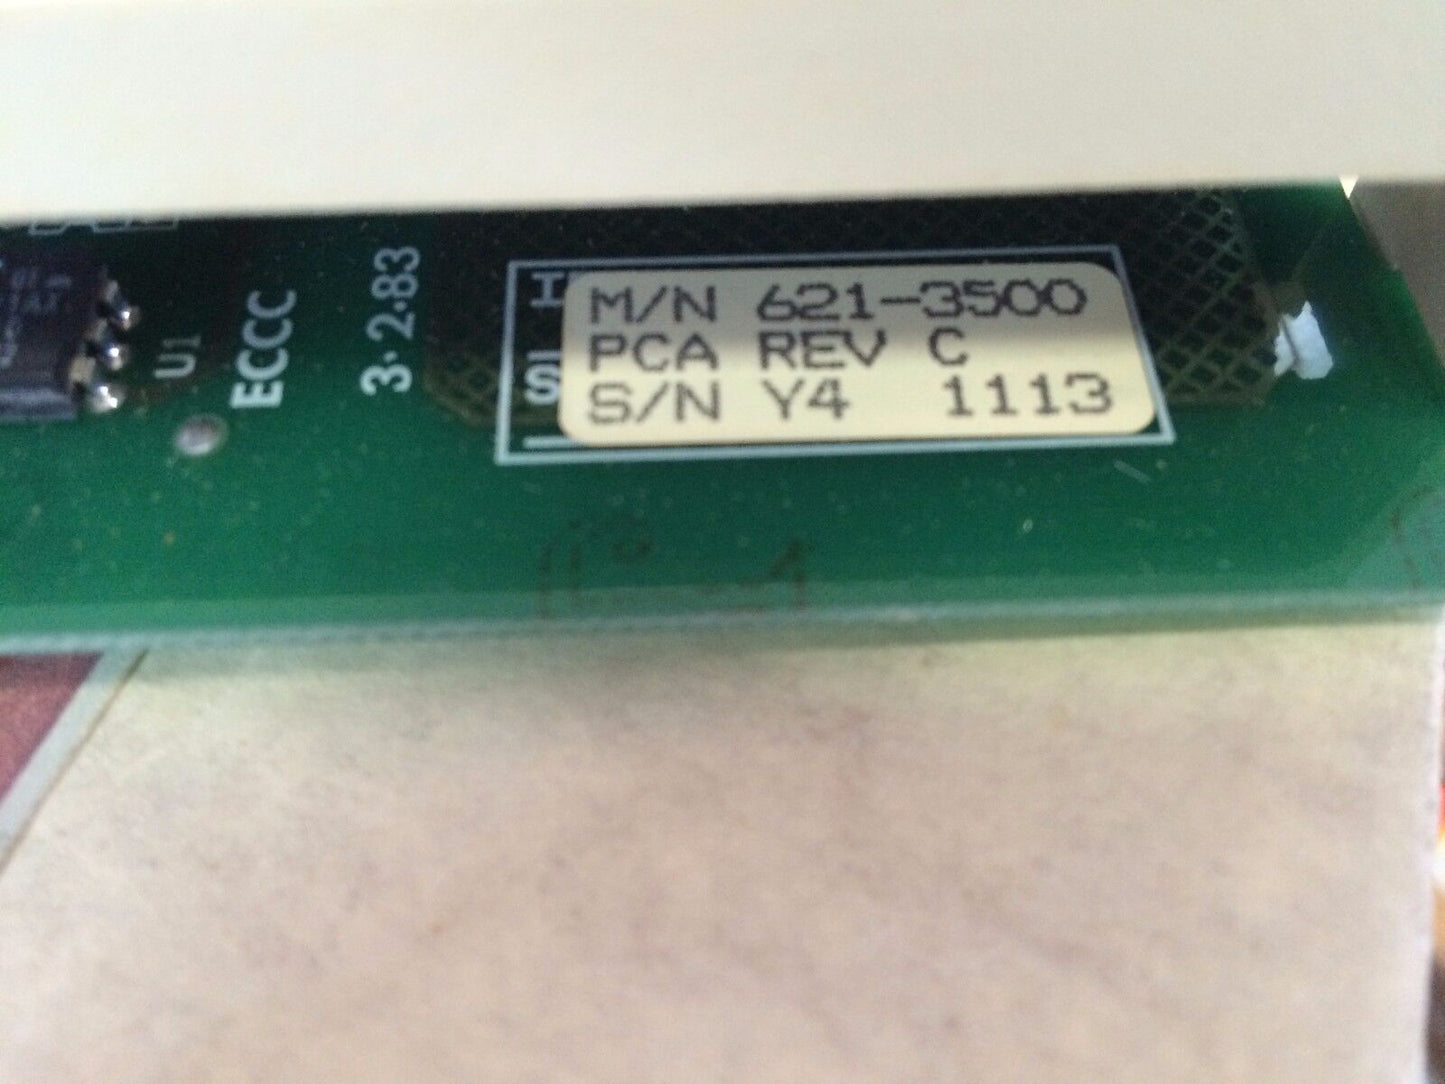 U1
ECCC
3·2·83
M/N 621-3500
PCA REV C
S/N Y4 1113